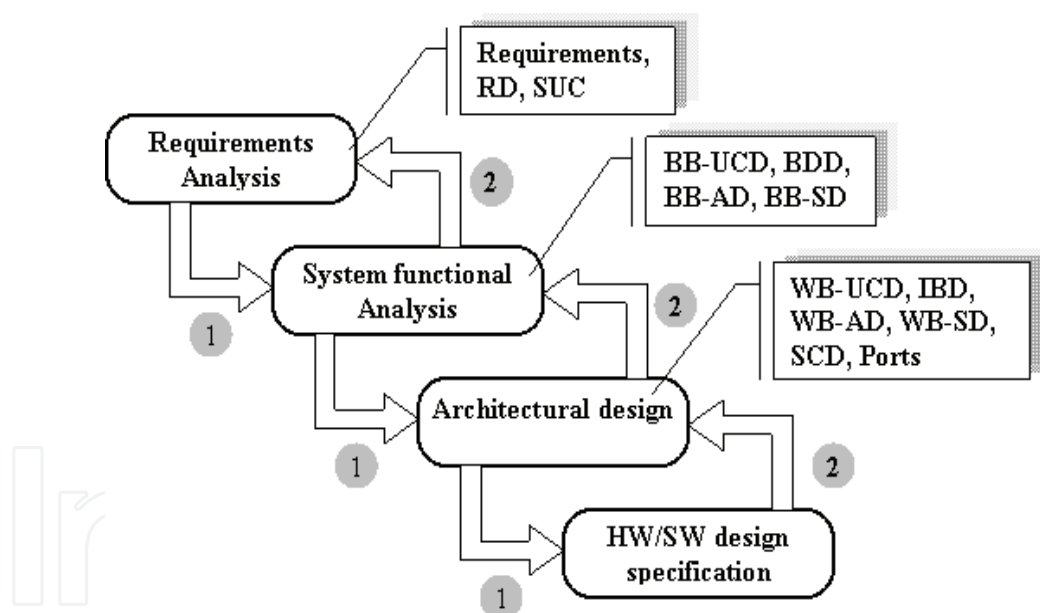 Requirements,
RD, SUC
Requirements
Analysis
2
BB-UCD, BDD,
BB-AD, BB-SD
System functional
Analysis
1
2
WB-UCD, IBD,
WB-AD, WB-SD,
SCD, Ports
Architectural design
1
2
HW/SW design
specification
1